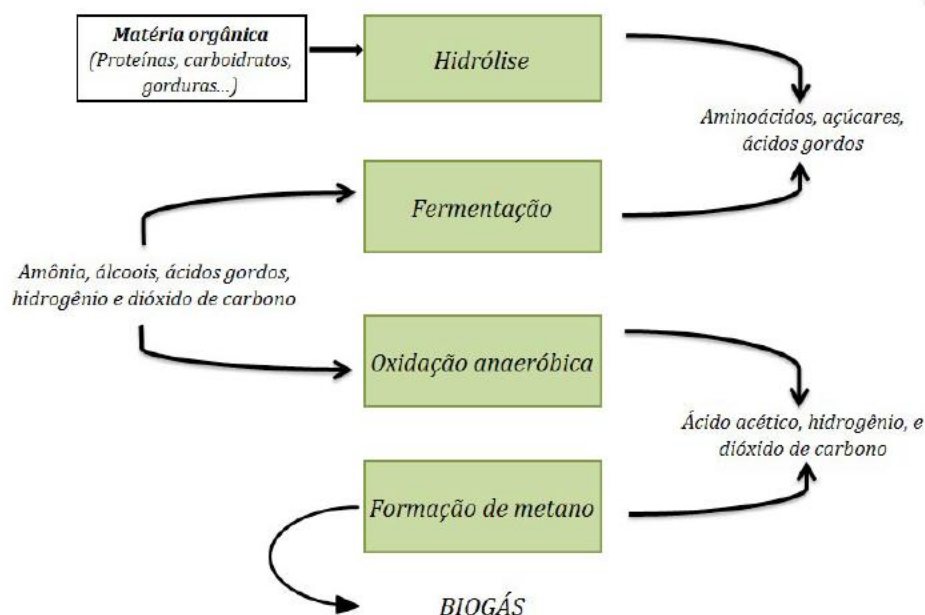 Matéria orgânica
(Proteínas, carboidratos,
gorduras...)
Hidrólise
Aminoácidos, açúcares,
ácidos gordos
Fermentação
Amônia, álcoois, ácidos gordos,
hidrogênio e dióxido de carbono
Oxidação anaeróbica
Ácido acético, hidrogênio, e
dióxido de carbono
Formação de metano
BIOGÁS